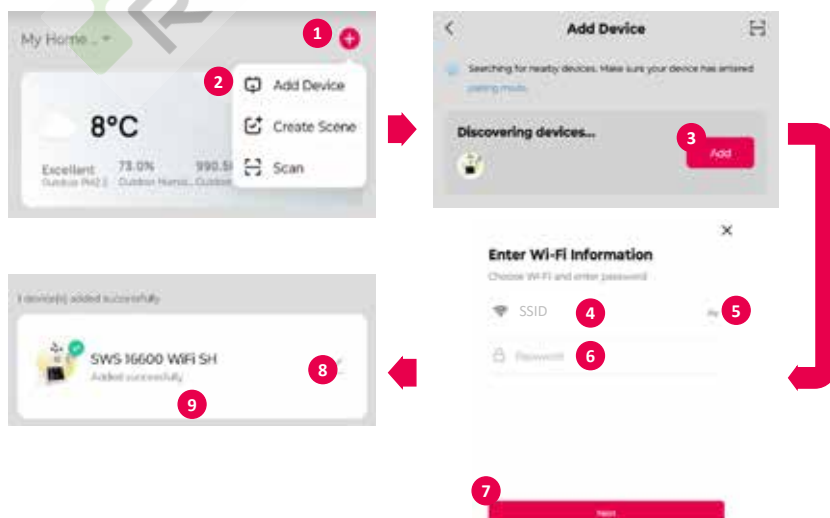 My Home...
1
2
Add Device
8°C
Create Scene
Excellent
73.0%
Scan
Add Device
Searching for nearby devices. Make sure your device has entered
pairing mode.
Discovering devices...
3
Add
Enter Wi-Fi Information
Choose Wi-Fi and enter password
SSID
4
5
Password
6
7
Next
1 device(s) added successfully
SWS 16600 WiFi SH
Added successfully
8
9